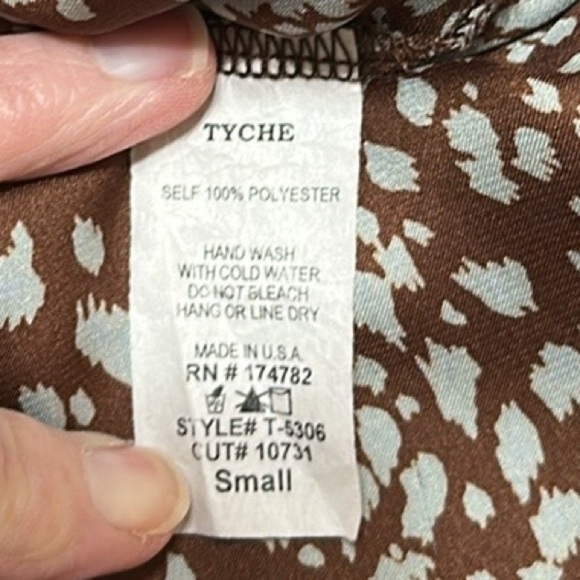 TYCHE
SELF 100% POLYESTER
HAND WASH
WITH COLD WATER
DO NOT BLEACH
HANG OR LINE DRY
MADE IN U.S.A
RN # 174782
STYLE# T-5306
CUT# 10731
Small